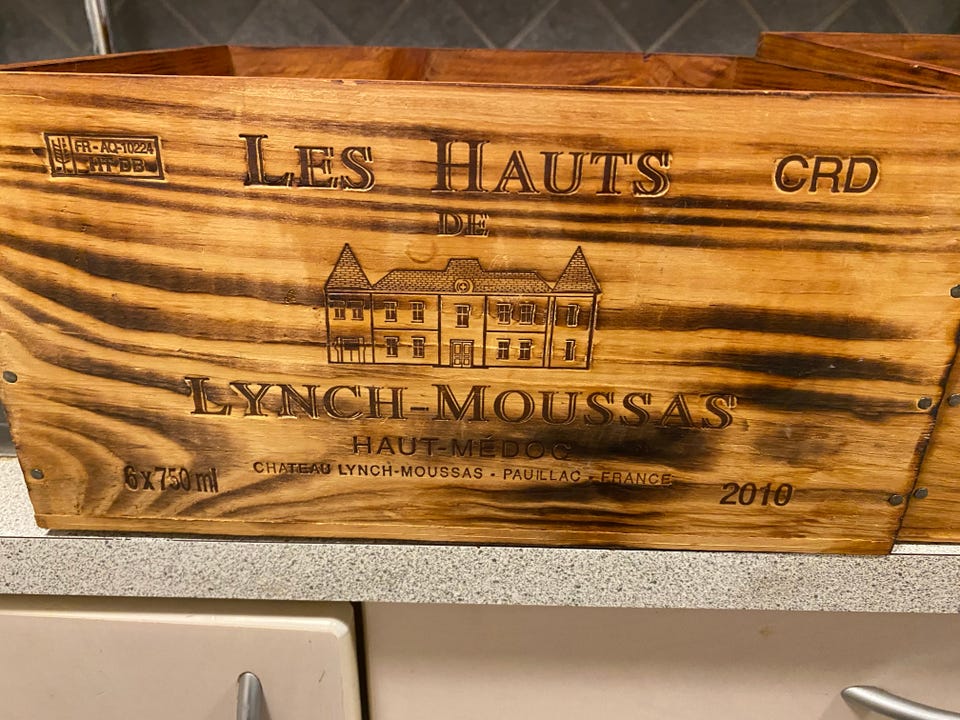 FR-AQ-10224
HT-DB
LES HAUTS
CRD
DE
LYNCH-MOUSSAS
HAUT-MÉDOC
CHATEAU LYNCH-MOUSSAS - PAUILLAC - FRANCE
6x750 ml
2010